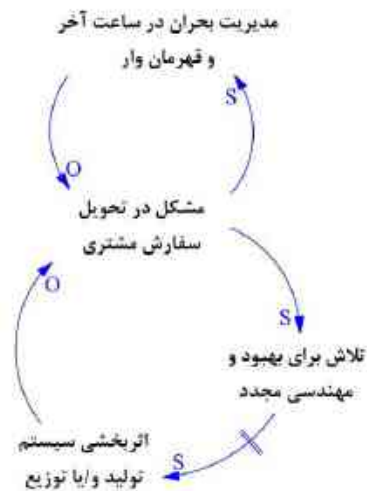 مدیریت بحران در ساعت آخر
و قهرمان وار
S
O
مشکل در تحویل
سفارش مشتری
O
S
تلاش برای بهبود و
مهندسی مجدد
اثربخشی سیستم
تولید و/یا توزیع
S